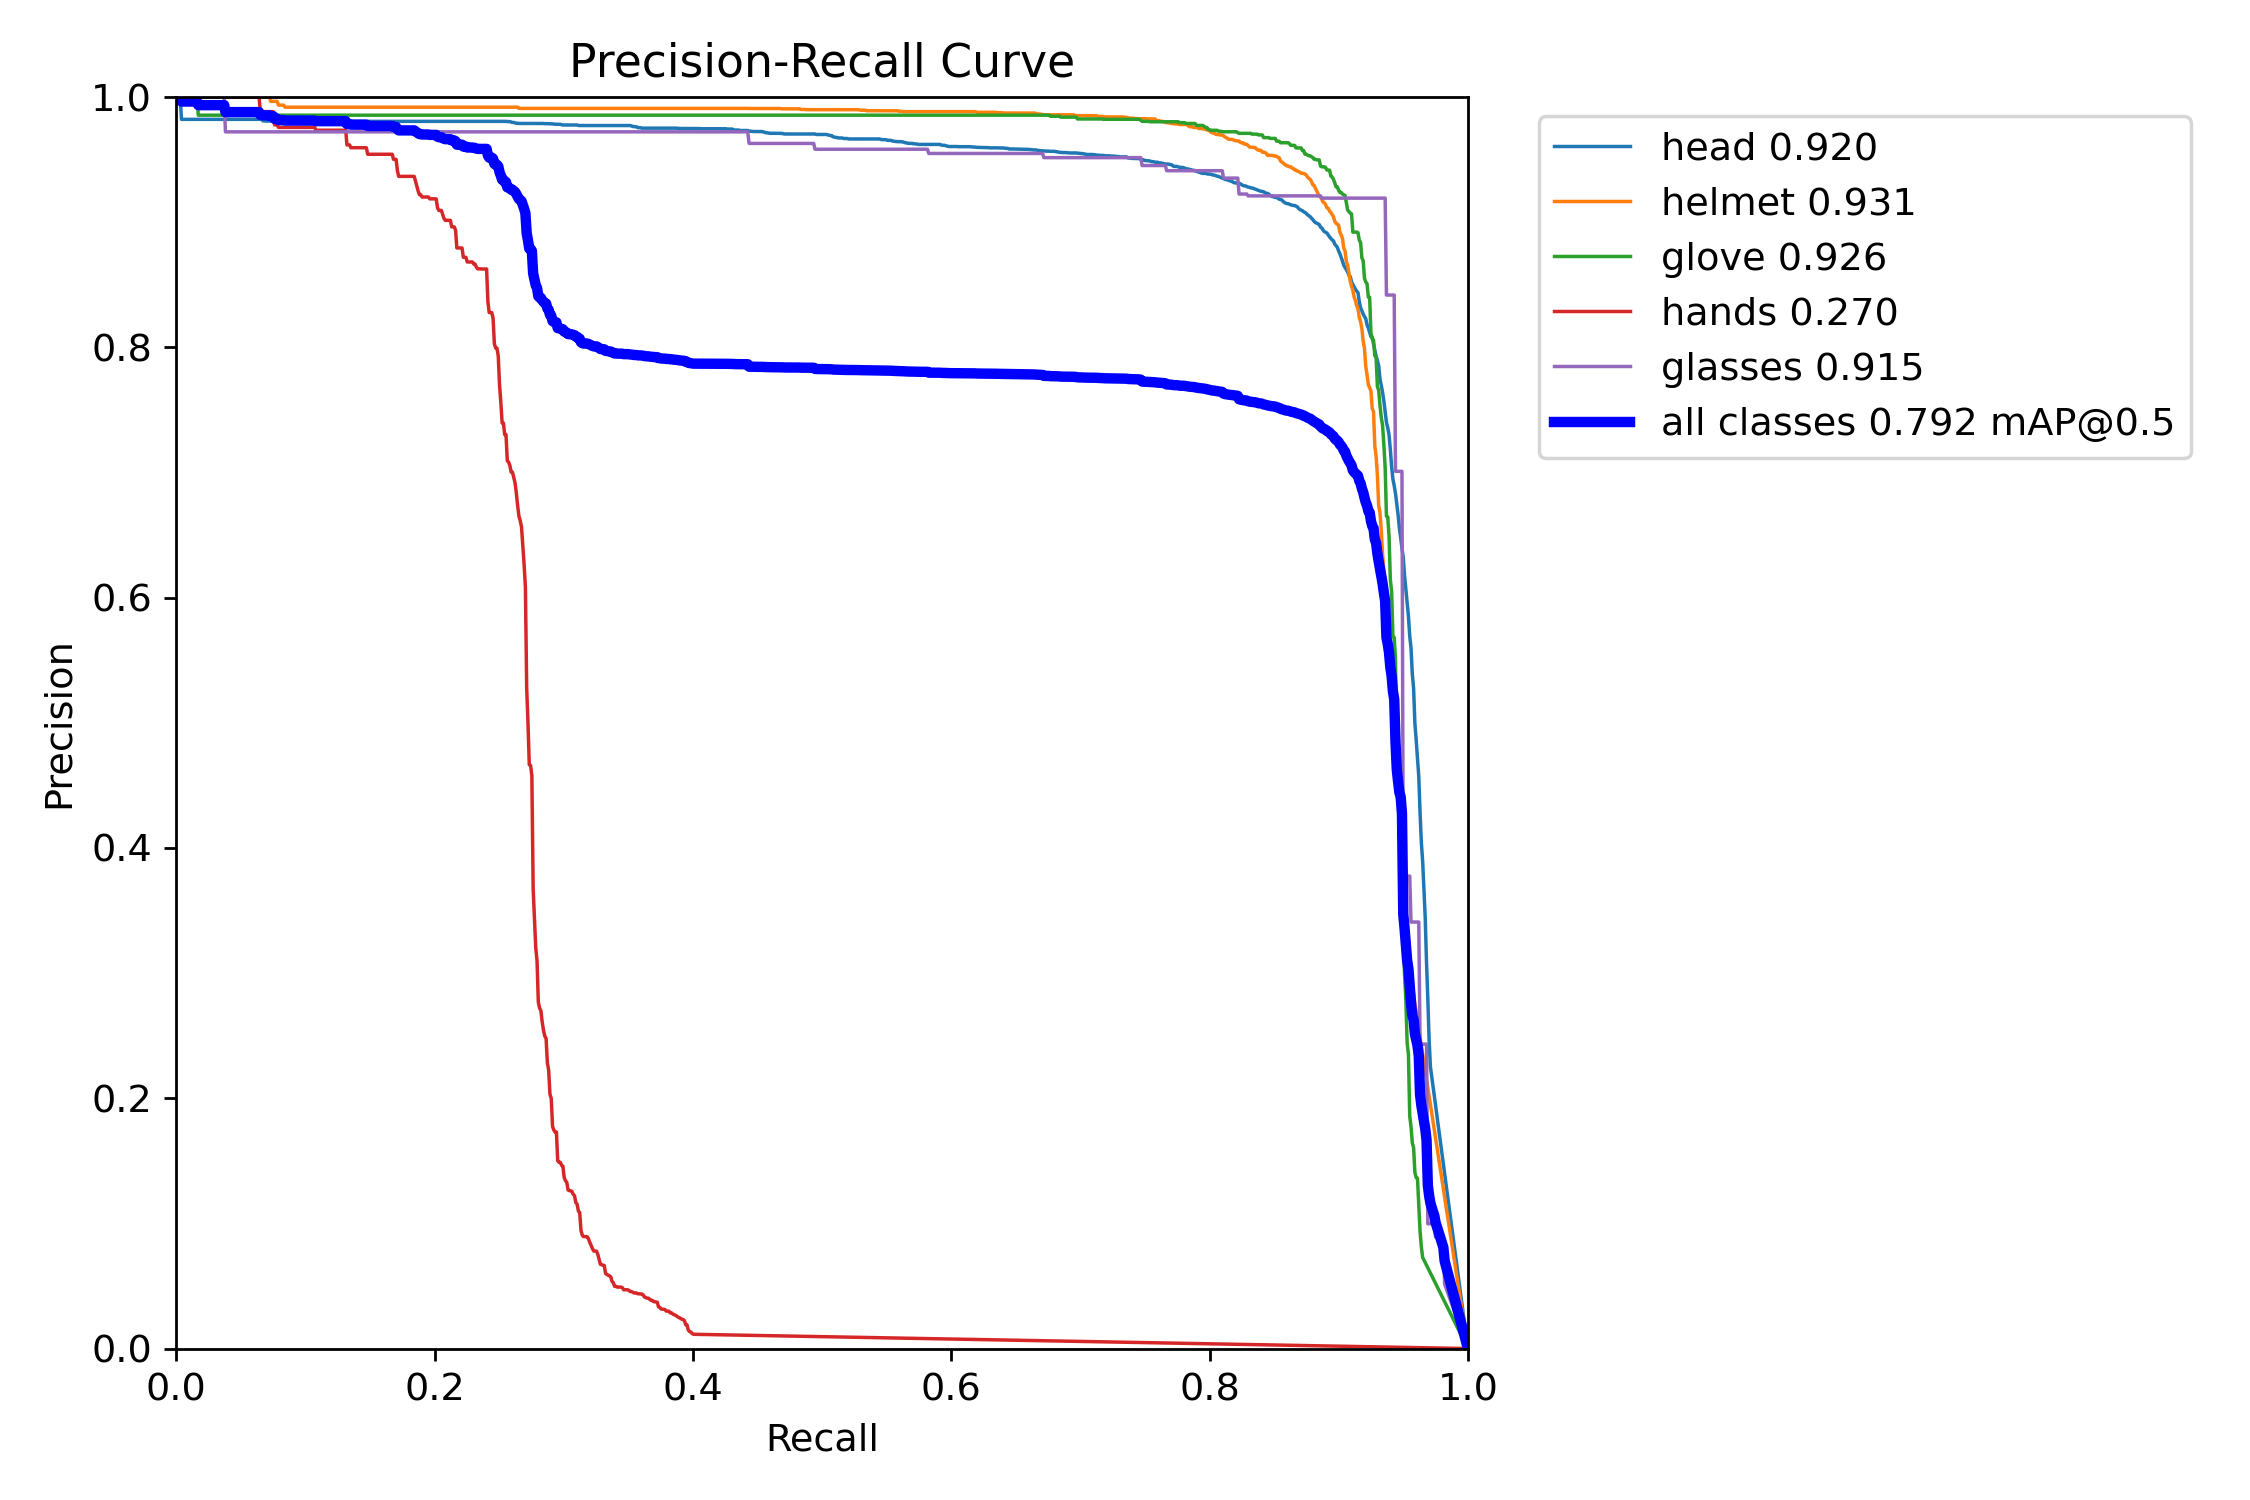 Precision-Recall Curve
1.0
0.8
0.6
0.4
0.2
0.0
Precision
0.0 0.2 0.4 0.6 0.8 1.0
Recall
head 0.920
helmet 0.931
glove 0.926
hands 0.270
glasses 0.915
all classes 0.792 mAP@0.5